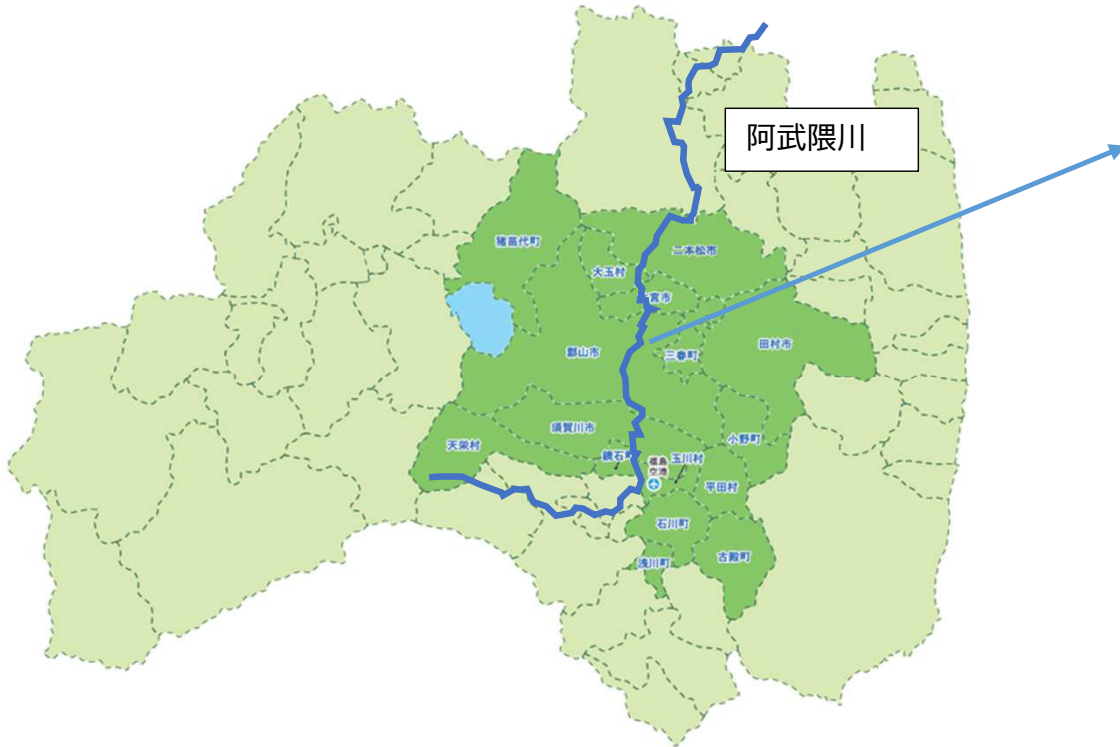 阿武隈川
猪苗代町
二本松市
大玉村
本宮市
郡山市
三春町
田村市
須賀川市
天栄村
鏡石町
福島
空港
玉川村
小野町
平田村
石川町
古殿町
浅川町